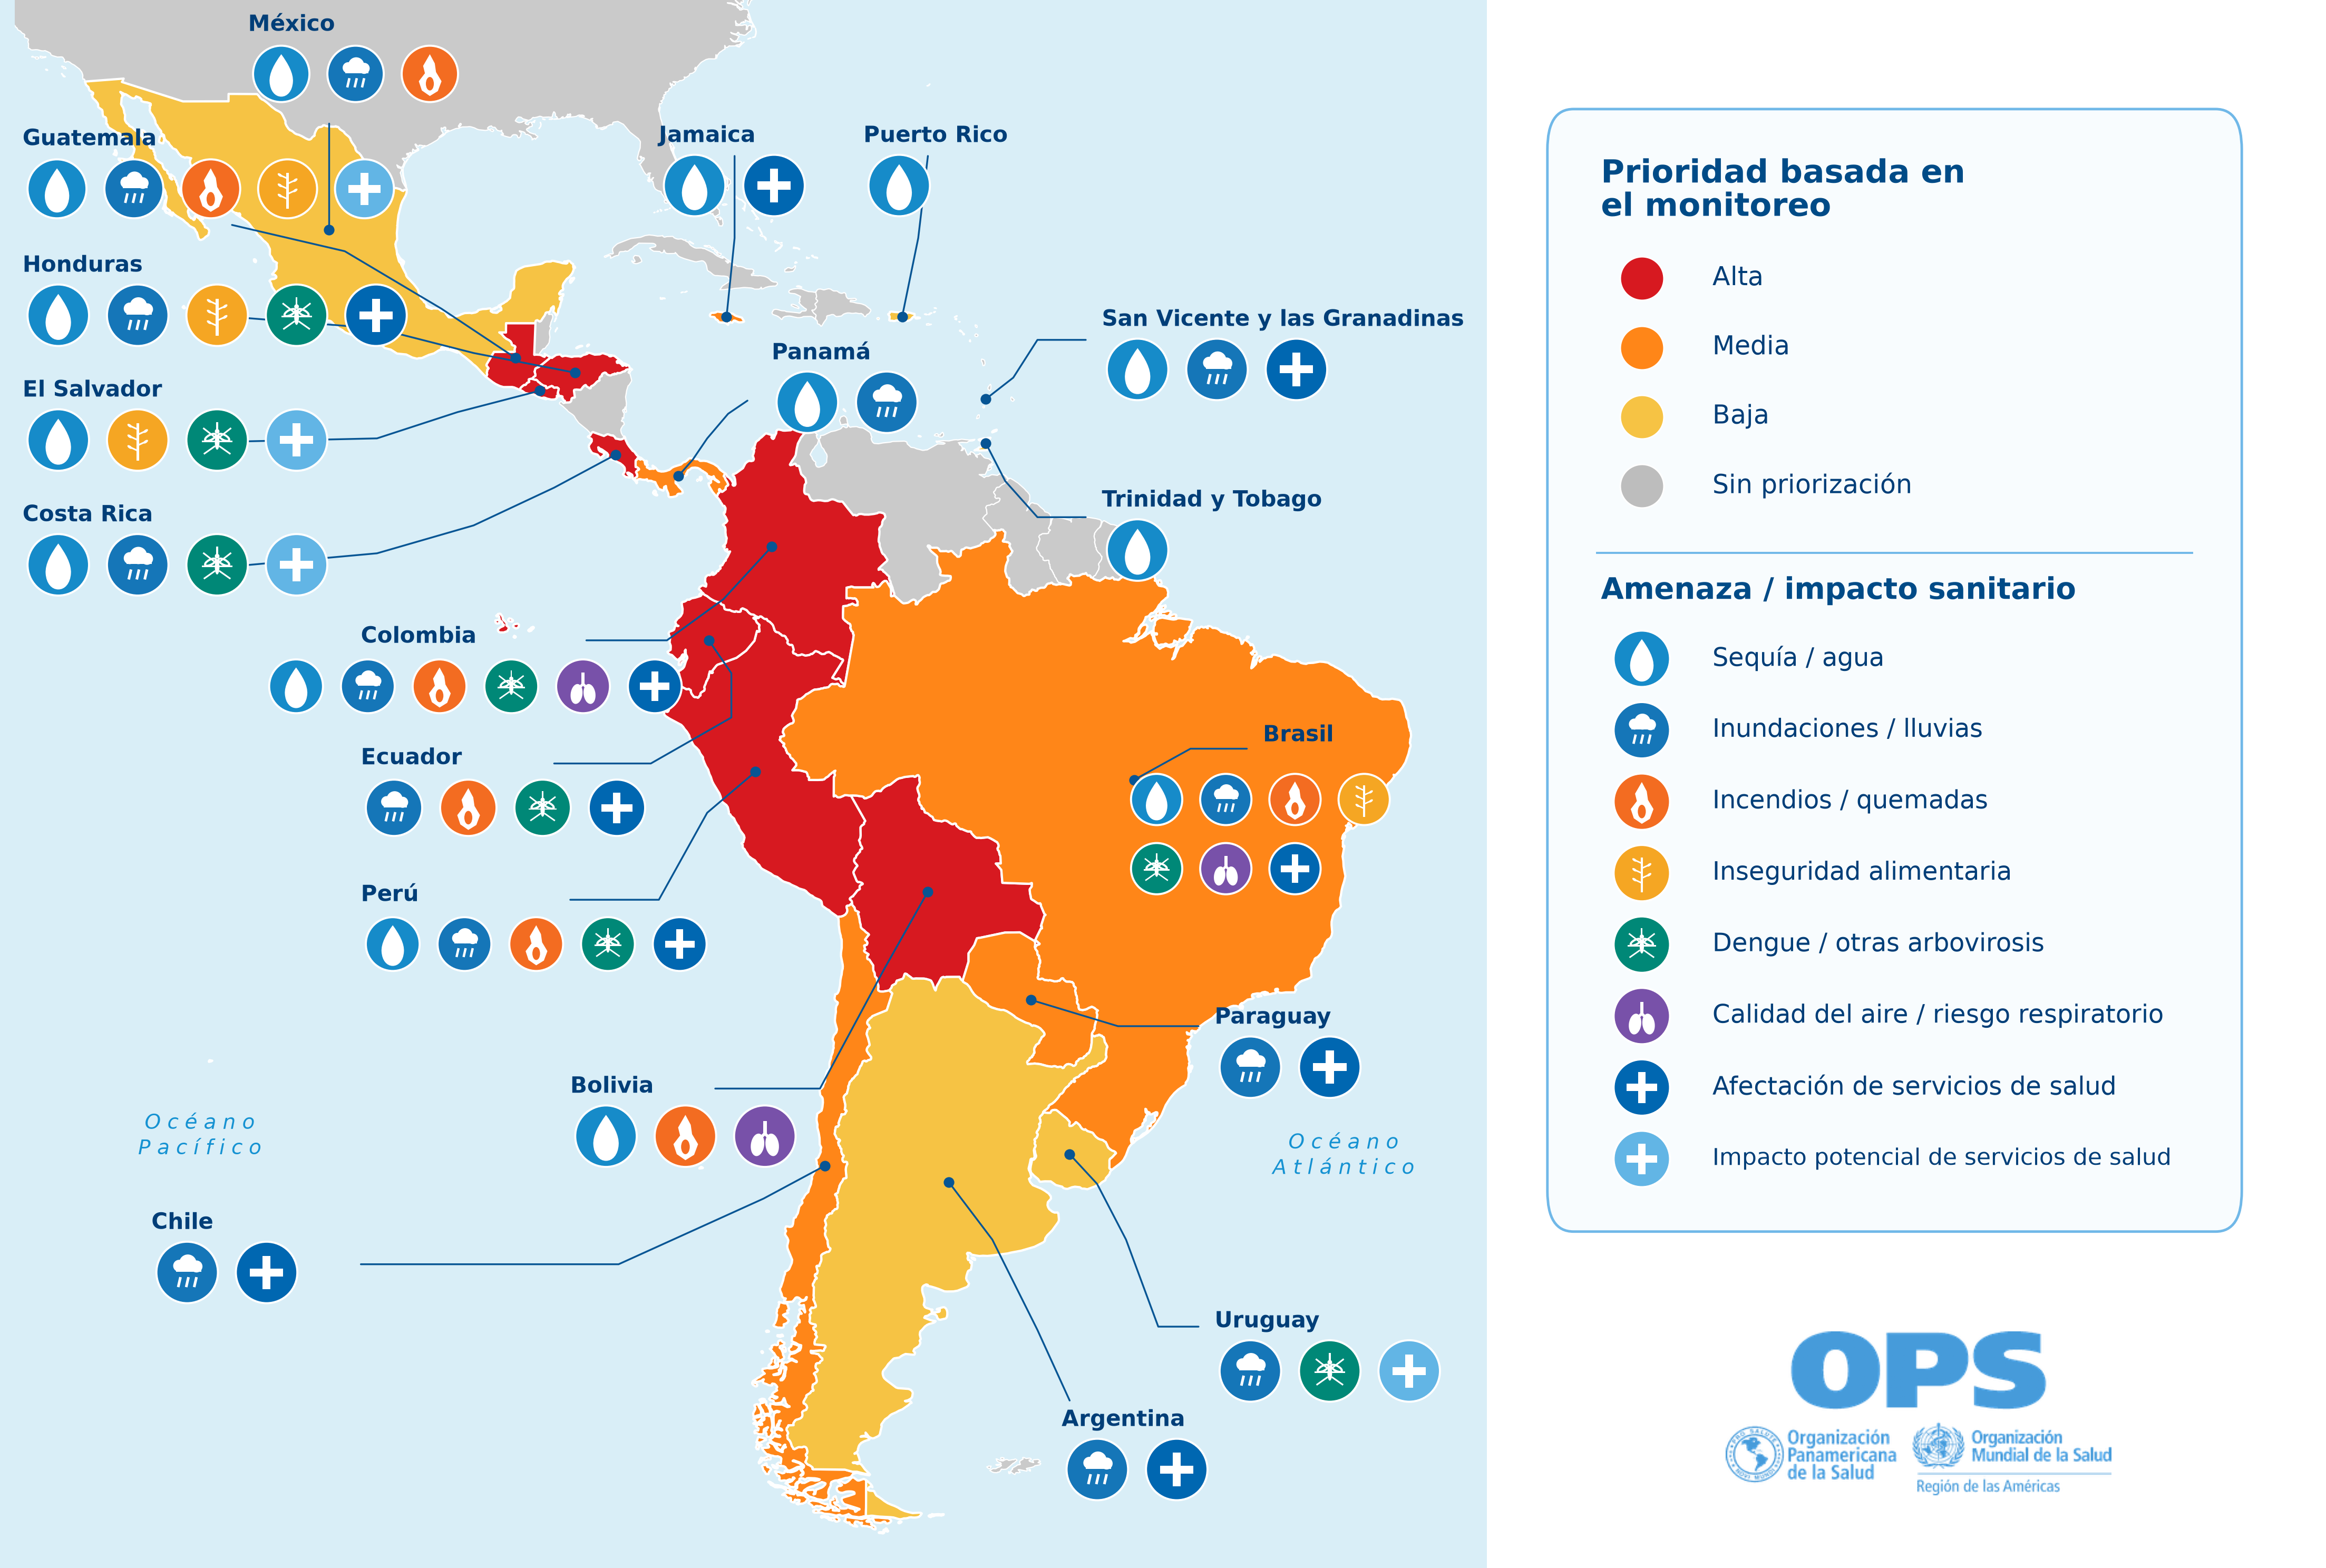 México
Guatemala
Jamaica
Puerto Rico
Honduras
San Vicente y las Granadinas
Panamá
El Salvador
Trinidad y Tobago
Costa Rica
Colombia
Brasil
Ecuador
Perú
Paraguay
Bolivia
Océano
Pacífico
Océano
Atlántico
Chile
Uruguay
Argentina
Prioridad basada en
el monitoreo
Alta
Media
Baja
Sin priorización
Amenaza / impacto sanitario
Sequía / agua
Inundaciones / lluvias
Incendios / quemadas
Inseguridad alimentaria
Dengue / otras arbovirosis
Calidad del aire / riesgo respiratorio
Afectación de servicios de salud
Impacto potencial de servicios de salud
OPS
Organización
Panamericana
de la Salud
Organización
Mundial de la Salud
Región de las Américas